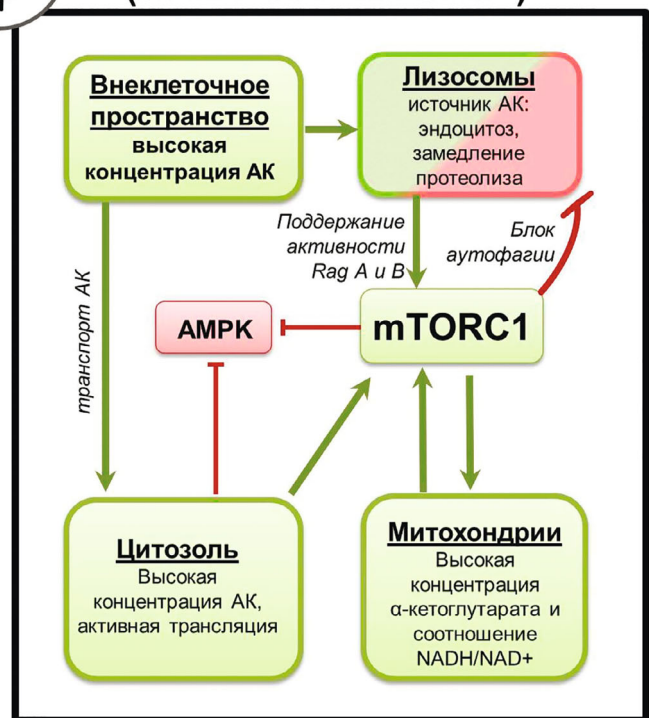 Внеклеточное
пространство
высокая
концентрация АК
Лизосомы
источник АК:
эндоцитоз,
замедление
протеолиза
Поддержание
активности
Rag A и B
Блок
аутофагии
транспорт АК
AMPK
mTORC1
Цитозоль
Высокая
концентрация АК,
активная трансляция
Митохондрии
Высокая
концентрация
α-кетоглутарата и
соотношение
NADH/NAD+